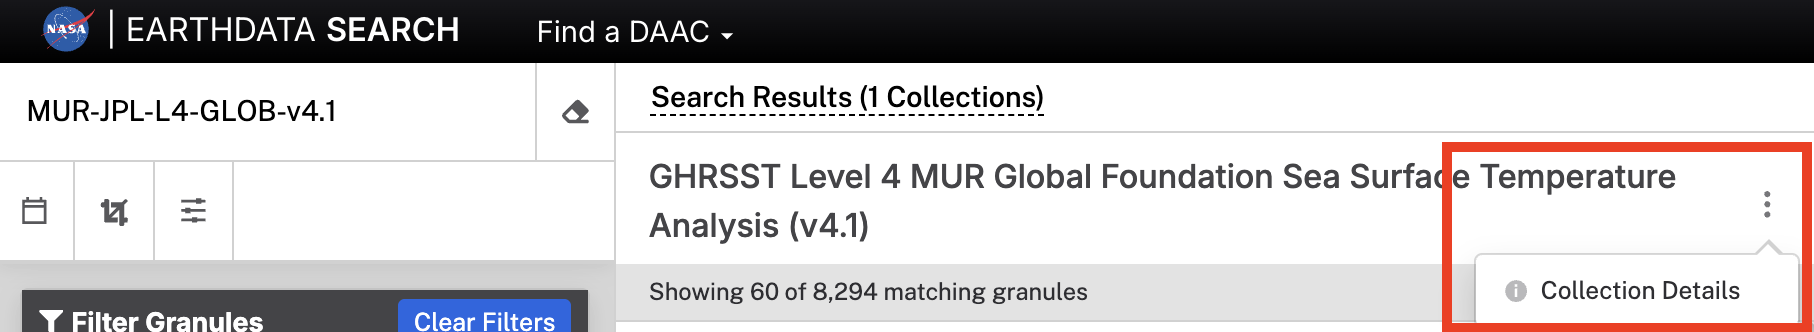 NASA
EARTHDATA SEARCH
Find a DAAC
MUR-JPL-L4-GLOB-v4.1
Search Results (1 Collections)
GHRSST Level 4 MUR Global Foundation Sea Surface Temperature
Analysis (v4.1)
Showing 60 of 8,294 matching granules
Collection Details
Filter Granules
Clear Filters